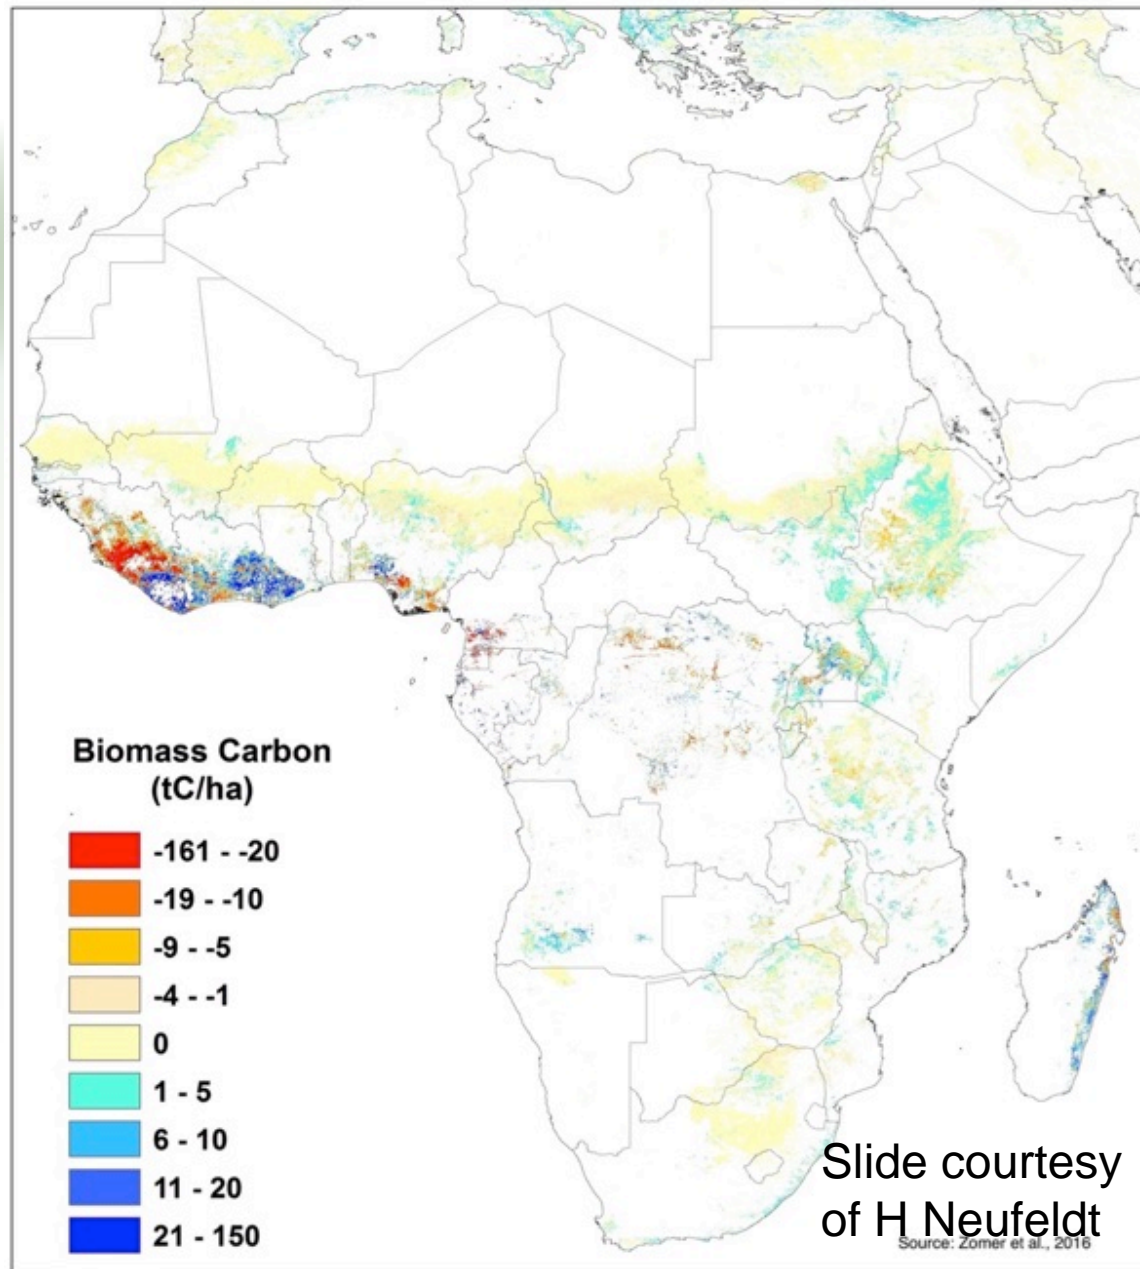 Biomass Carbon
(tC/ha)
-161 - -20
-19 - -10
-9 - -5
-4 - -1
0
1 - 5
6 - 10
11 - 20
21 - 150
Slide courtesy
of H Neufeldt
Source: Zomer et al., 2016